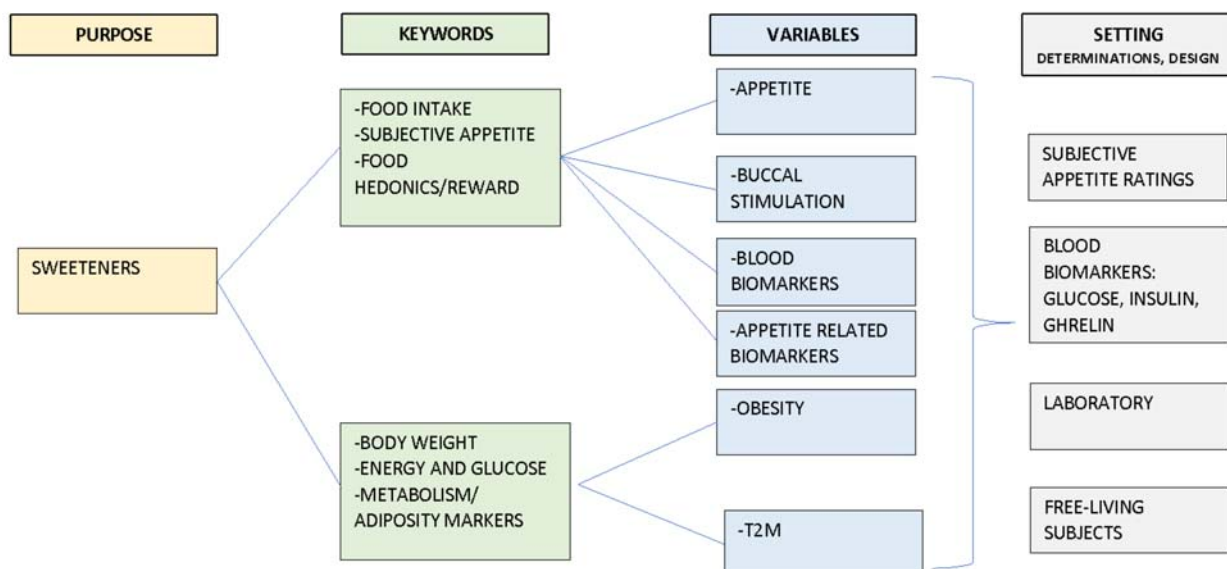 PURPOSE
KEYWORDS
VARIABLES
SETTING
DETERMINATIONS, DESIGN
SWEETENERS
-FOOD INTAKE
-SUBJECTIVE APPETITE
-FOOD
HEDONICS/REWARD
-BODY WEIGHT
-ENERGY AND GLUCOSE
-METABOLISM/
ADIPOSITY MARKERS
-APPETITE
-BUCCAL
STIMULATION
-BLOOD
BIOMARKERS
-APPETITE RELATED
BIOMARKERS
-OBESITY
-T2M
SUBJECTIVE
APPETITE RATINGS
BLOOD
BIOMARKERS:
GLUCOSE, INSULIN,
GHRELIN
LABORATORY
FREE-LIVING
SUBJECTS